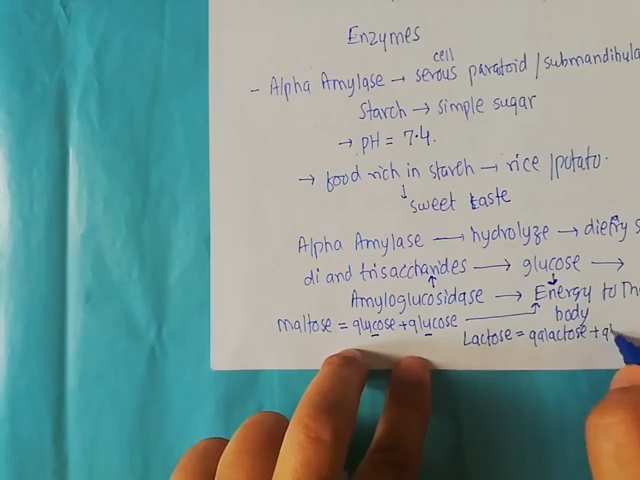 Enzymes
cell
- Alpha Amylase → serous paratoid / submandibula
Starch → simple sugar
→ pH = 7.4.
→ food rich in starch → rice / potato.
↓ sweet taste
Alpha Amylase → hydrolyze → dietry s
di and trisaccharides → glucose →
Amyloglucosidase → Energy to The
body
Maltose = glucose + glucose →
Lactose = galactose + gl